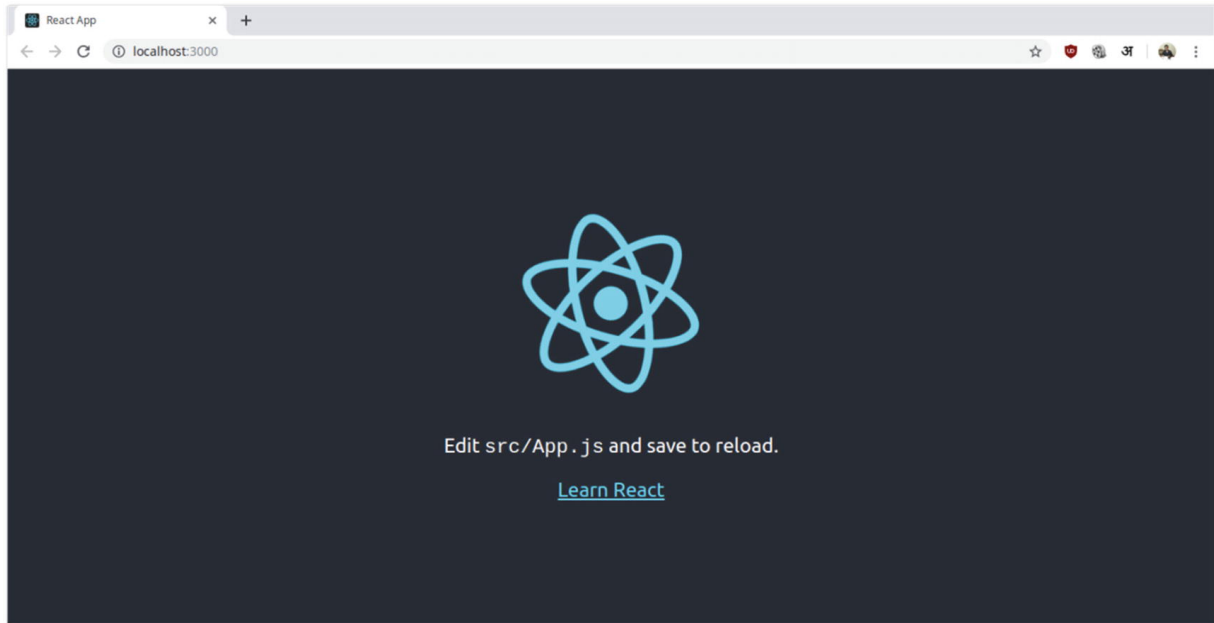 React App
localhost:3000
अ
Edit src/App.js and save to reload.
Learn React